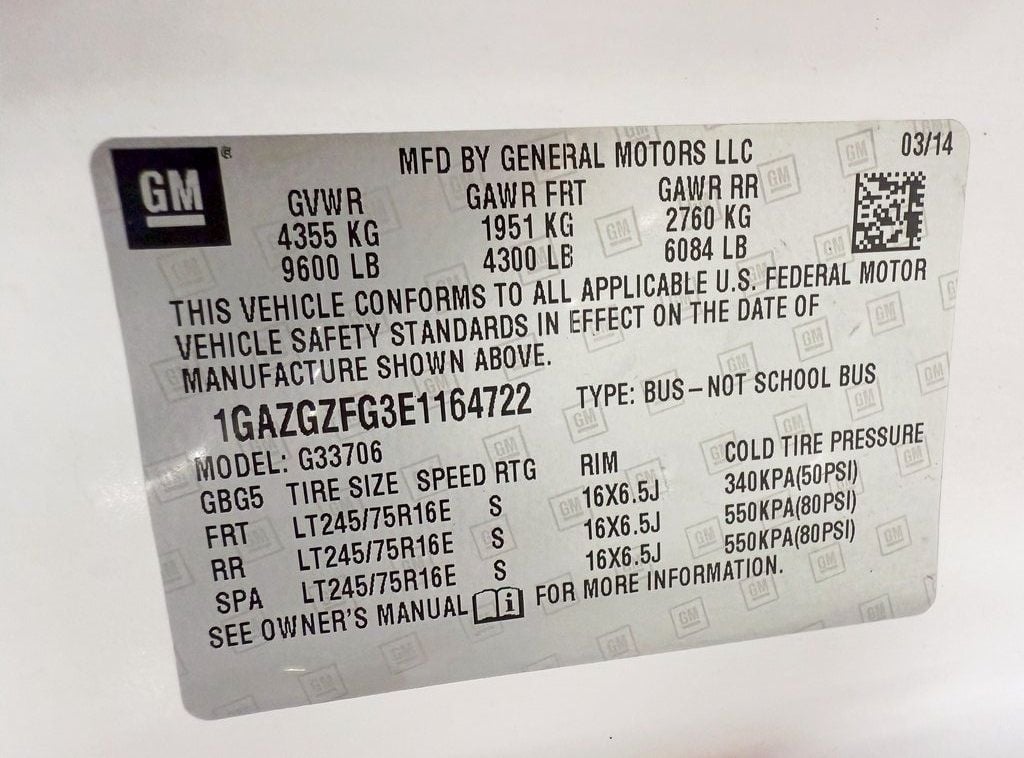 GM
MFD BY GENERAL MOTORS LLC 03/14
GVWR GAWR FRT GAWR RR
4355 KG 1951 KG 2760 KG
9600 LB 4300 LB 6084 LB
THIS VEHICLE CONFORMS TO ALL APPLICABLE U.S. FEDERAL MOTOR
VEHICLE SAFETY STANDARDS IN EFFECT ON THE DATE OF
MANUFACTURE SHOWN ABOVE.
1GAZGZFG3E1164722 TYPE: BUS-NOT SCHOOL BUS
MODEL: G33706
GBG5 TIRE SIZE SPEED RTG RIM COLD TIRE PRESSURE
FRT LT245/75R16E S 16X6.5J 340KPA(50PSI)
RR LT245/75R16E S 16X6.5J 550KPA(80PSI)
SPA LT245/75R16E S 16X6.5J 550KPA(80PSI)
SEE OWNER'S MANUAL i FOR MORE INFORMATION.